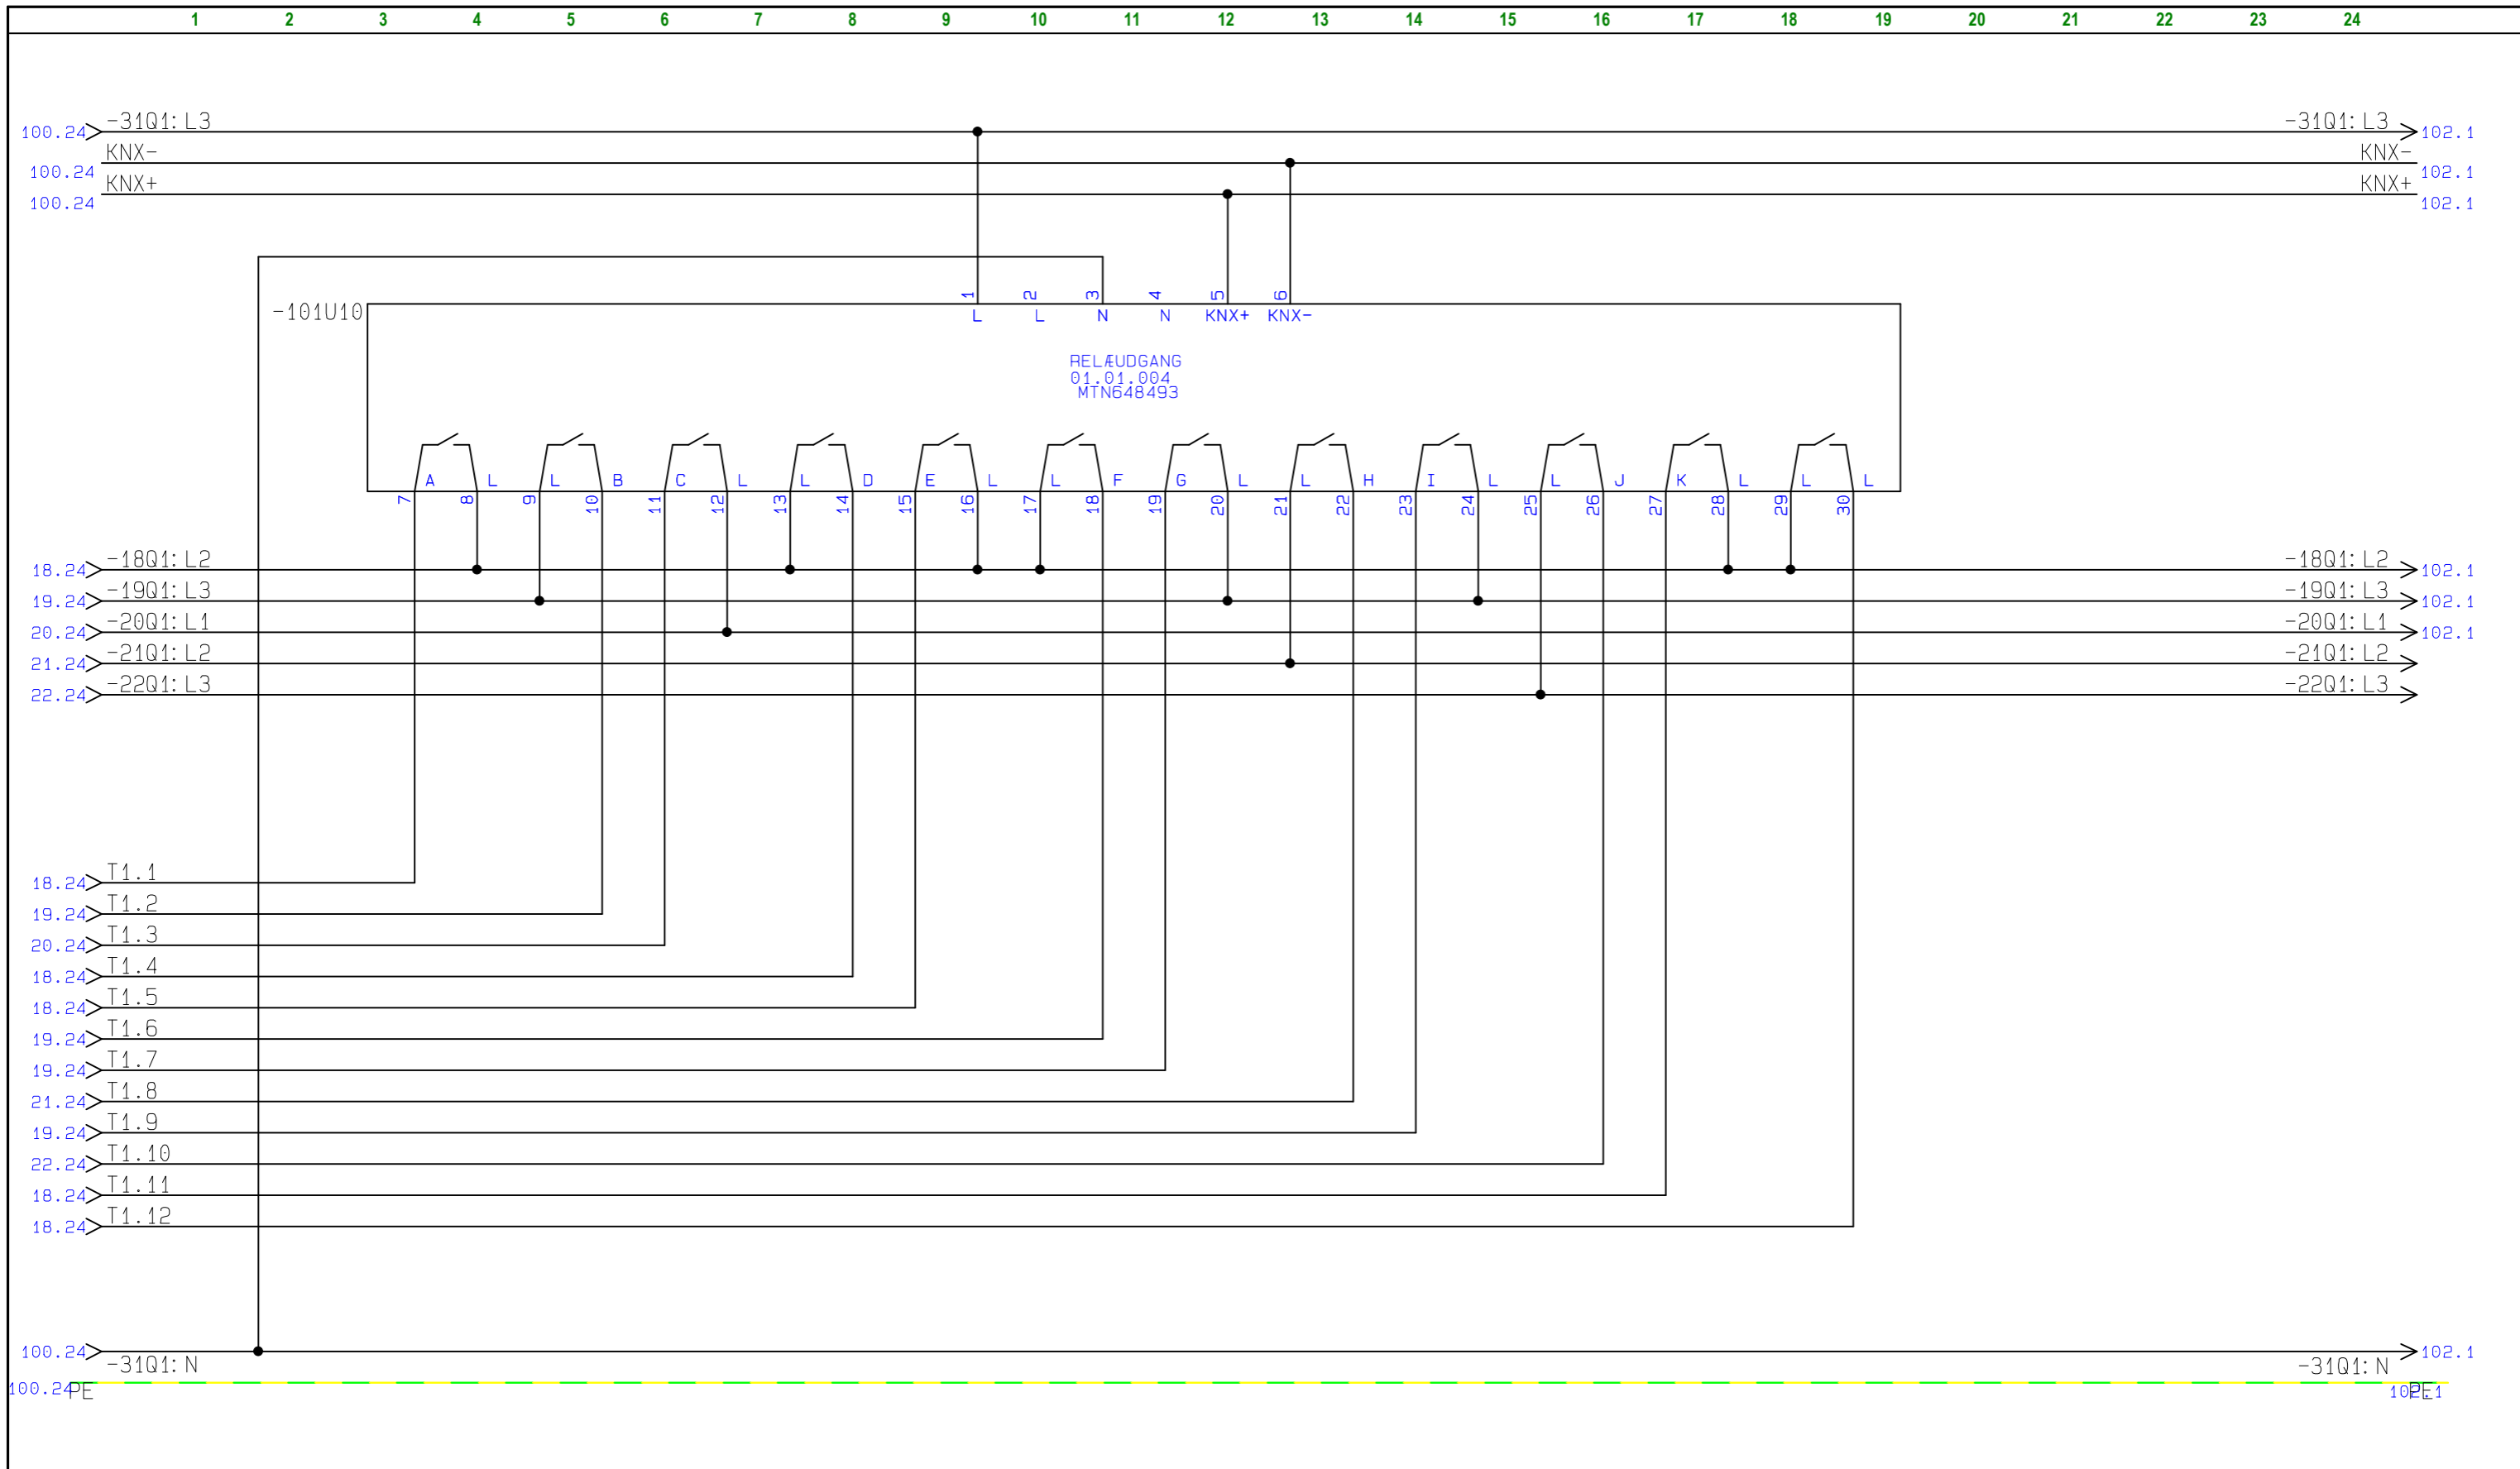 1 2 3 4 5 6 7 8 9 10 11 12 13 14 15 16 17 18 19 20 21 22 23 24
100.24 -31Q1:L3 -31Q1:L3 102.1
KNX- KNX-
100.24 102.1
KNX+ KNX+
100.24 102.1
-101U10 1 2 3 4 5 6
L L N N KNX+ KNX-
RELÆUDGANG
01.01.004
MTN648493
A L L B C L L D E L L F G L L H I L L J K L L L
7 8 9 10 11 12 13 14 15 16 17 18 19 20 21 22 23 24 25 26 27 28 29 30
18.24 -18Q1:L2 -18Q1:L2 102.1
19.24 -19Q1:L3 -19Q1:L3 102.1
20.24 -20Q1:L1 -20Q1:L1 102.1
21.24 -21Q1:L2 -21Q1:L2
22.24 -22Q1:L3 -22Q1:L3
18.24 T1.1
19.24 T1.2
20.24 T1.3
18.24 T1.4
18.24 T1.5
19.24 T1.6
19.24 T1.7
21.24 T1.8
19.24 T1.9
22.24 T1.10
18.24 T1.11
18.24 T1.12
100.24 -31Q1:N -31Q1:N 102.1
100.24 PE 102.1 PE